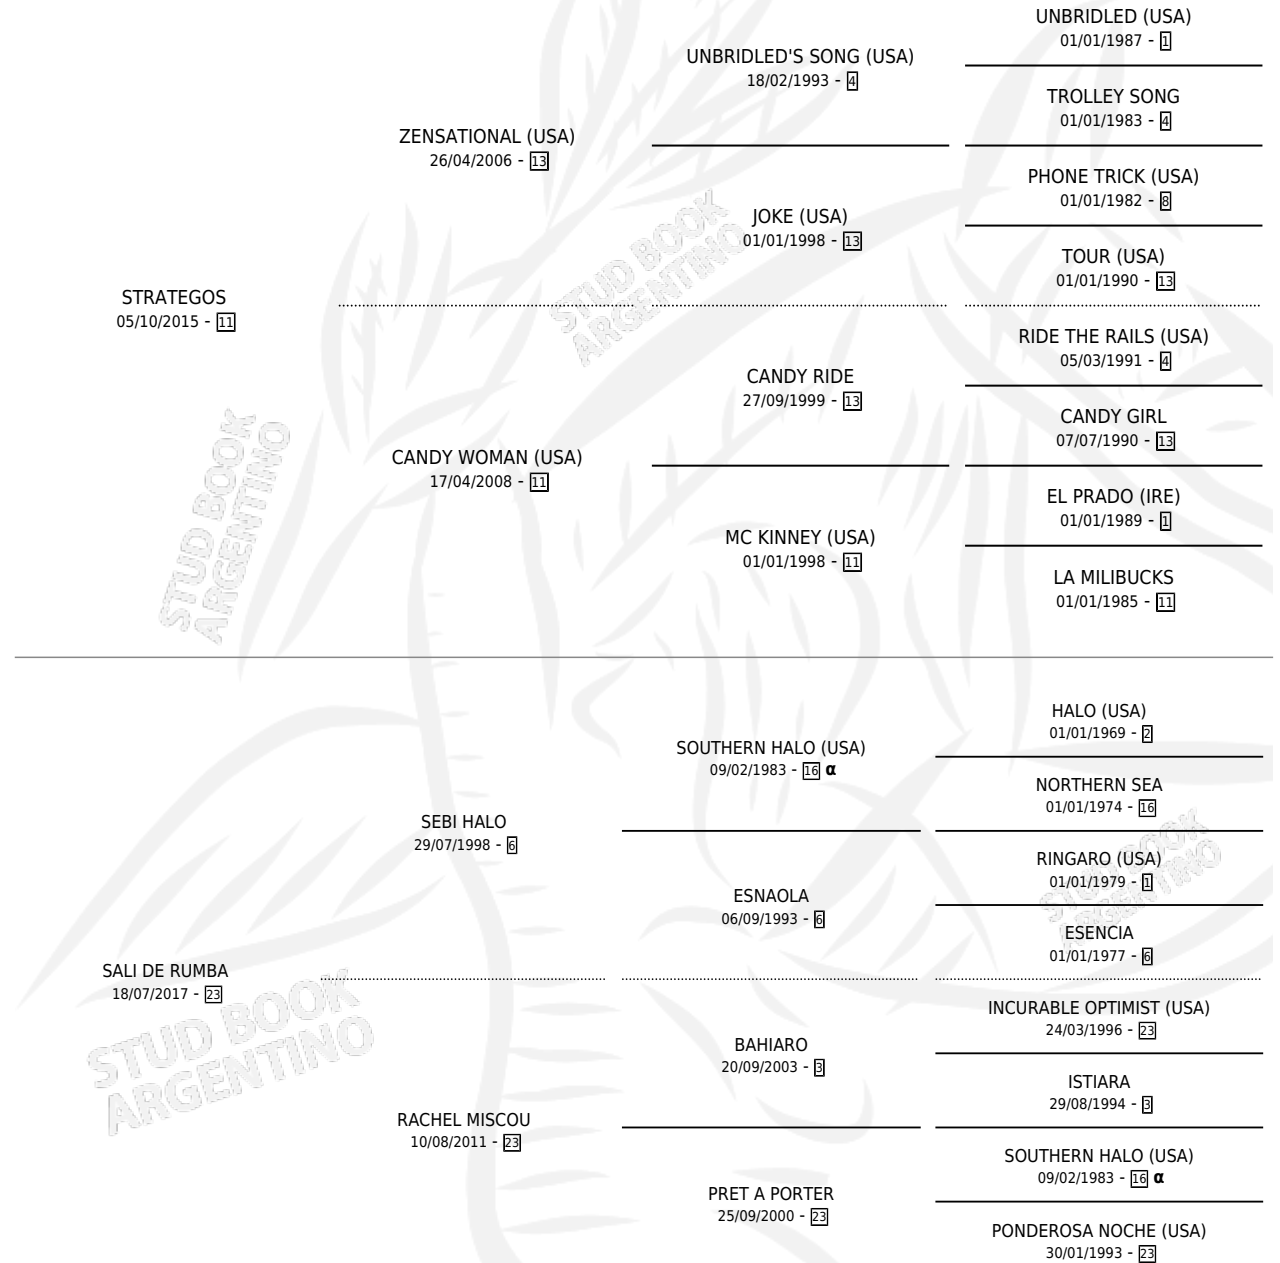 UNBRIDLED (USA)
01/01/1987 - 1
UNBRIDLED'S SONG (USA)
18/02/1993 - 4
TROLLEY SONG
01/01/1983 - 4
ZENSATIONAL (USA)
26/04/2006 - 13
PHONE TRICK (USA)
01/01/1982 - 8
JOKE (USA)
01/01/1998 - 13
TOUR (USA)
01/01/1990 - 13
STRATEGOS
05/10/2015 - 11
RIDE THE RAILS (USA)
05/03/1991 - 4
CANDY RIDE
27/09/1999 - 13
CANDY GIRL
07/07/1990 - 13
CANDY WOMAN (USA)
17/04/2008 - 11
EL PRADO (IRE)
01/01/1989 - 1
MC KINNEY (USA)
01/01/1998 - 11
LA MILIBUCKS
01/01/1985 - 11
HALO (USA)
01/01/1969 - 2
SOUTHERN HALO (USA)
09/02/1983 - 16 α
NORTHERN SEA
01/01/1974 - 16
SEBI HALO
29/07/1998 - 6
RINGARO (USA)
01/01/1979 - 1
ESNAOLA
06/09/1993 - 6
ESENCIA
01/01/1977 - 6
SALI DE RUMBA
18/07/2017 - 23
INCURABLE OPTIMIST (USA)
24/03/1996 - 23
BAHIARO
20/09/2003 - 3
ISTIARA
29/08/1994 - 3
RACHEL MISCOU
10/08/2011 - 23
SOUTHERN HALO (USA)
09/02/1983 - 16 α
PRET A PORTER
25/09/2000 - 23
PONDEROSA NOCHE (USA)
30/01/1993 - 23
STUD BOOK
ARGENTINO
STUD BOOK
ARGENTINO
STUD BOOK
ARGENTINO
STUD BOOK
ARGENTINO